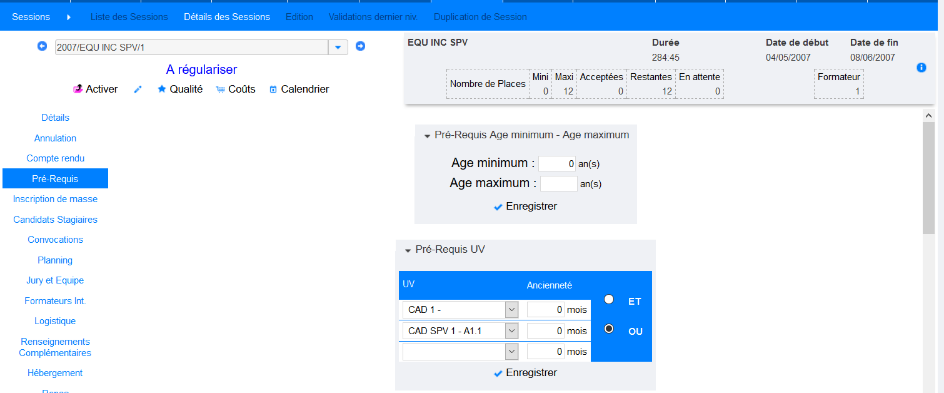 Sessions Liste des Sessions Détails des Sessions Edition Validations dernier niv. Duplication de Session
2007/EQU INC SPV/1
A régulariser
Activer Qualité Coûts Calendrier
EQU INC SPV Durée Date de début Date de fin
284:45 04/05/2007 08/06/2007
Nombre de Places Mini Maxi Acceptées Restantes En attente Formateur
0 12 0 12 0 1
Détails
Annulation
Compte rendu
Pré-Requis
Inscription de masse
Candidats Stagiaires
Convocations
Planning
Jury et Equipe
Formateurs Int.
Logistique
Renseignements
Complémentaires
Hébergement
Repas
Pré-Requis Age minimum - Age maximum
Age minimum : 0 an(s)
Age maximum : an(s)
Enregistrer
Pré-Requis UV
UV Ancienneté
CAD 1 - 0 mois ET
CAD SPV 1 - A1.1 0 mois OU
0 mois
Enregistrer